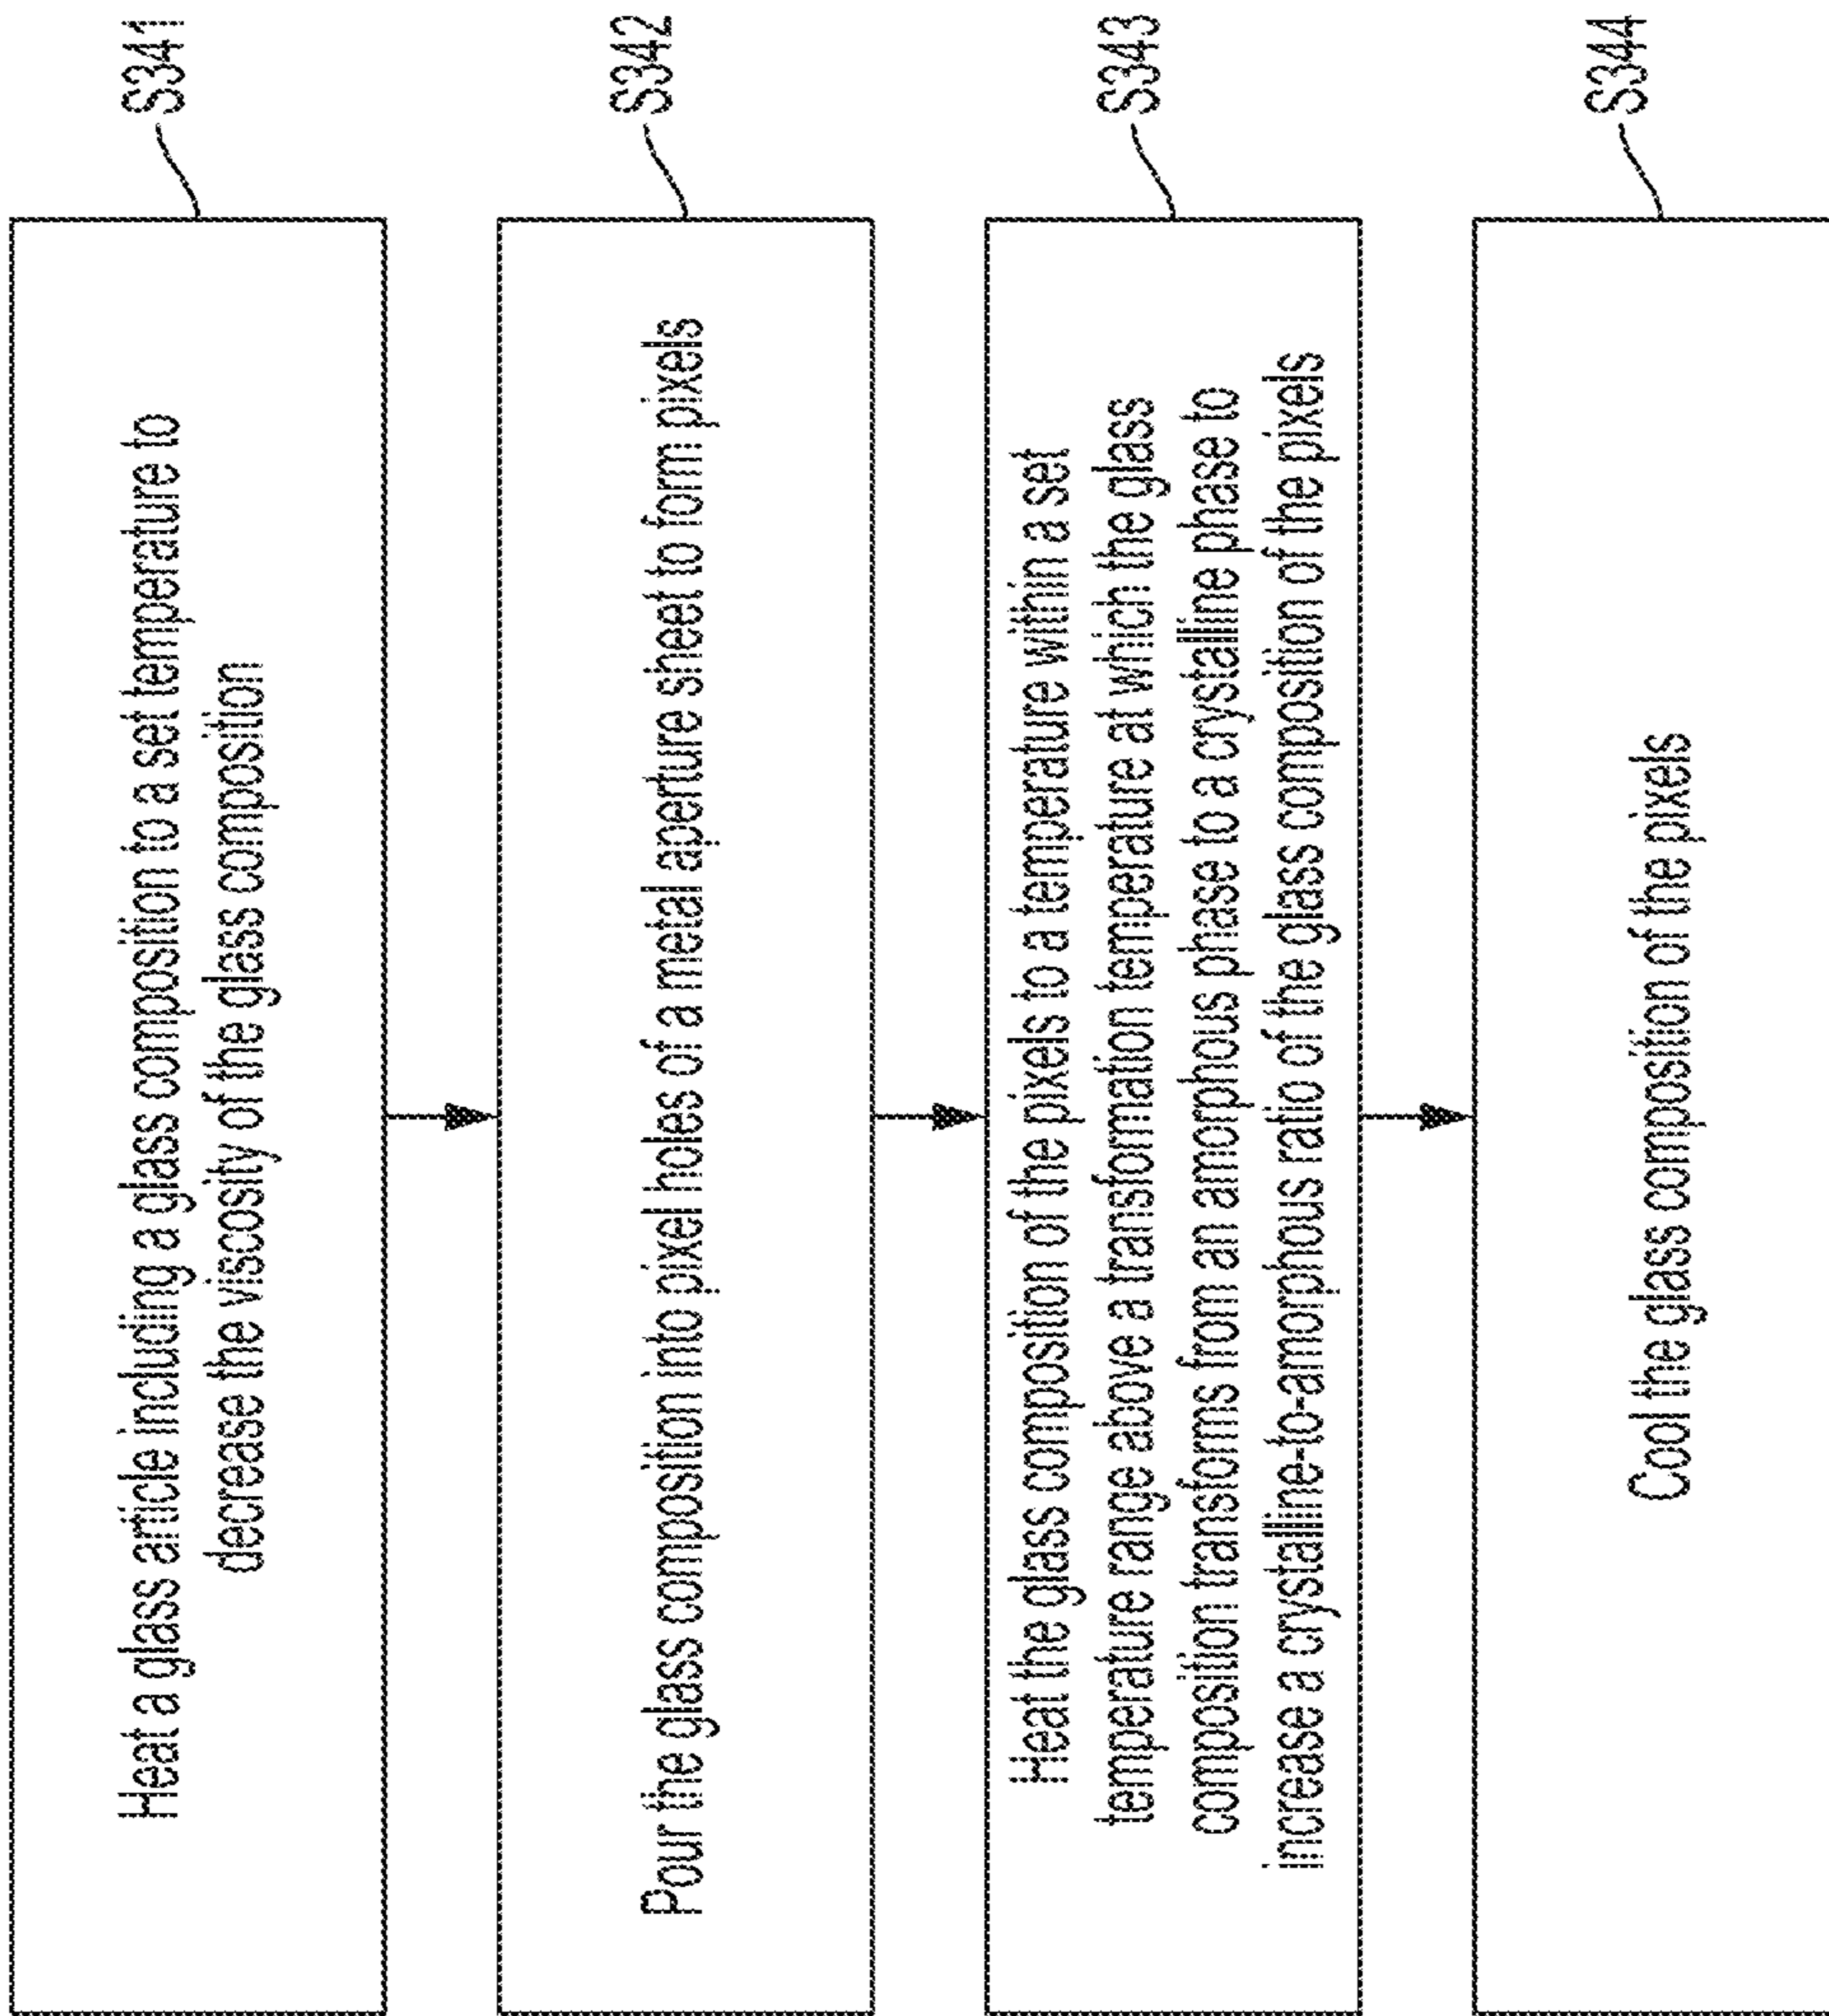 S341
Heat a glass article including a glass composition to a set temperature to
decrease the viscosity of the glass composition
S342
Pour the glass composition into pixel holes of a metal aperture sheet to form pixels
S343
Heat the glass composition of the pixels to a temperature within a set
temperature range above a transformation temperature at which the glass
composition transforms from an amorphous phase to a crystalline phase to
increase a crystalline-to-amorphous ratio of the glass composition of the pixels
S344
Cool the glass composition of the pixels